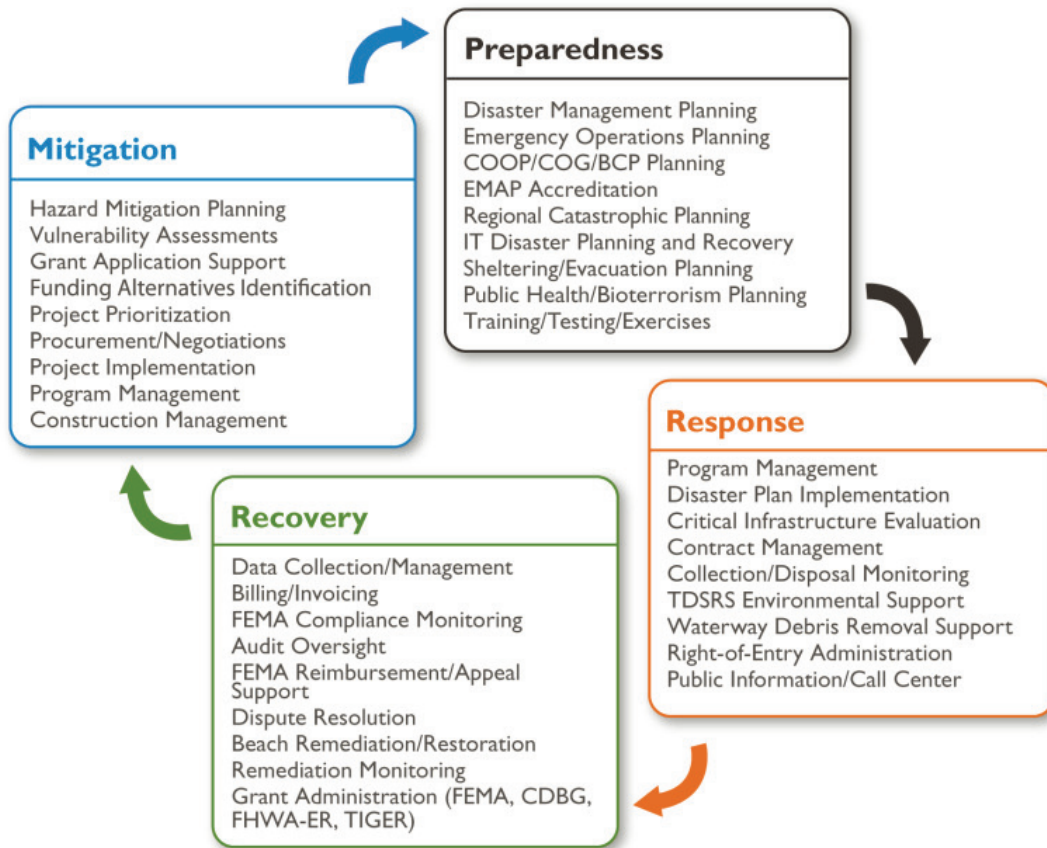 Preparedness
Disaster Management Planning
Emergency Operations Planning
COOP/COG/BCP Planning
EMAP Accreditation
Regional Catastrophic Planning
IT Disaster Planning and Recovery
Sheltering/Evacuation Planning
Public Health/Bioterrorism Planning
Training/Testing/Exercises
Mitigation
Hazard Mitigation Planning
Vulnerability Assessments
Grant Application Support
Funding Alternatives Identification
Project Prioritization
Procurement/Negotiations
Project Implementation
Program Management
Construction Management
Response
Program Management
Disaster Plan Implementation
Critical Infrastructure Evaluation
Contract Management
Collection/Disposal Monitoring
TDSRS Environmental Support
Waterway Debris Removal Support
Right-of-Entry Administration
Public Information/Call Center
Recovery
Data Collection/Management
Billing/Invoicing
FEMA Compliance Monitoring
Audit Oversight
FEMA Reimbursement/Appeal
Support
Dispute Resolution
Beach Remediation/Restoration
Remediation Monitoring
Grant Administration (FEMA, CDBG,
FHWA-ER, TIGER)